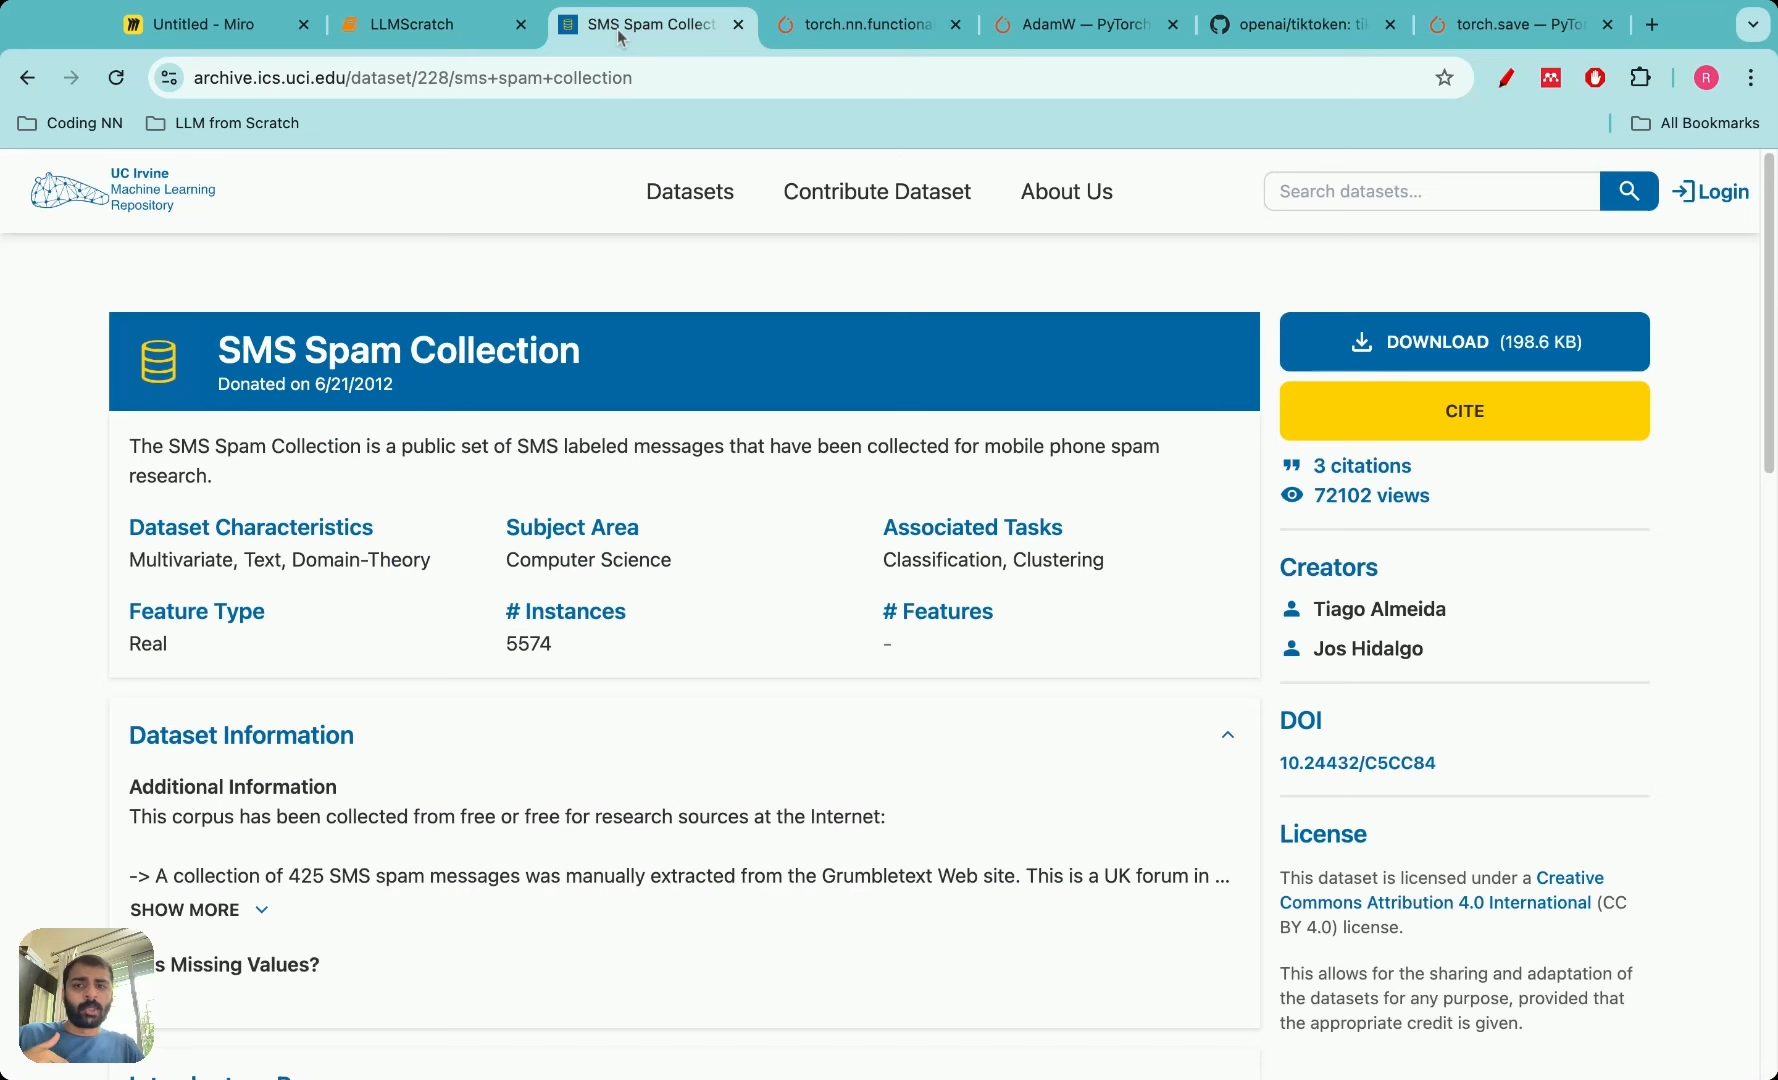 Untitled - Miro
LLMScratch
SMS Spam Collect
torch.nn.functiona
AdamW — PyTorch
openai/tiktoken: ti
torch.save — PyTo
archive.ics.uci.edu/dataset/228/sms+spam+collection
R
Coding NN
LLM from Scratch
All Bookmarks
UC Irvine
Machine Learning
Repository
Datasets
Contribute Dataset
About Us
Search datasets...
Login
SMS Spam Collection
Donated on 6/21/2012
DOWNLOAD (198.6 KB)
CITE
The SMS Spam Collection is a public set of SMS labeled messages that have been collected for mobile phone spam
research.
3 citations
72102 views
Dataset Characteristics
Multivariate, Text, Domain-Theory
Subject Area
Computer Science
Associated Tasks
Classification, Clustering
Feature Type
Real
# Instances
5574
# Features
-
Creators
Tiago Almeida
Jos Hidalgo
DOI
10.24432/C5CC84
Dataset Information
Additional Information
This corpus has been collected from free or free for research sources at the Internet:
-> A collection of 425 SMS spam messages was manually extracted from the Grumbletext Web site. This is a UK forum in ...
SHOW MORE
s Missing Values?
License
This dataset is licensed under a Creative
Commons Attribution 4.0 International (CC
BY 4.0) license.
This allows for the sharing and adaptation of
the datasets for any purpose, provided that
the appropriate credit is given.